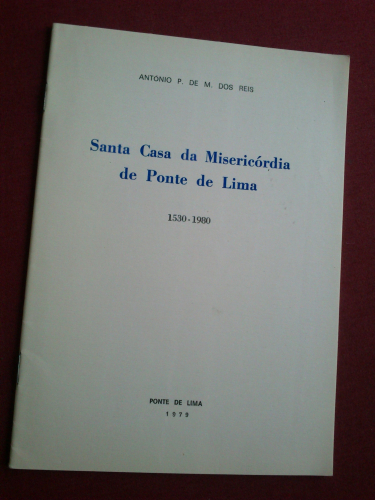 ANTONIO P. DE M. DOS REIS
Santa Casa da Misericórdia
de Ponte de Lima
1530-1980
PONTE DE LIMA
1979